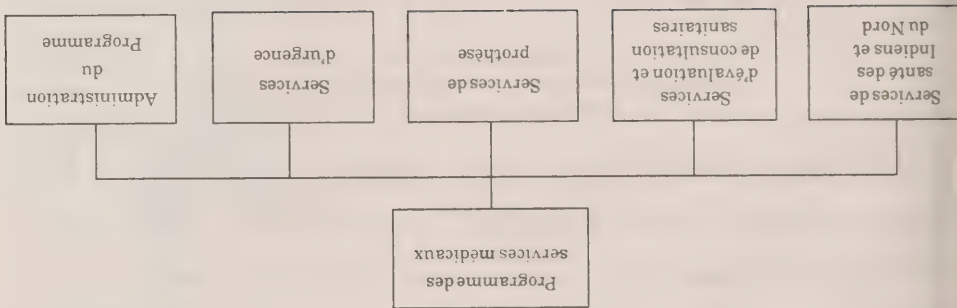 Programme des
services médicaux
Services de
santé des
Indiens et
du Nord
Services
d'évaluation et
de consultation
sanitaires
Services de
prothèse
Services
d'urgence
Administration
du
Programme